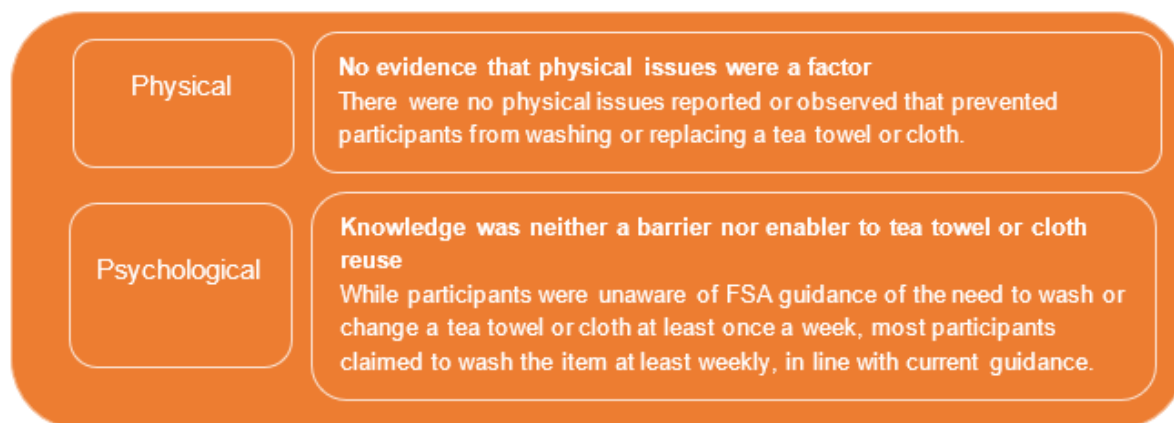 Physical
No evidence that physical issues were a factor
There were no physical issues reported or observed that prevented
participants from washing or replacing a tea towel or cloth.
Psychological
Knowledge was neither a barrier nor enabler to tea towel or cloth
reuse
While participants were unaware of FSA guidance of the need to wash or
change a tea towel or cloth at least once a week, most participants
claimed to wash the item at least weekly, in line with current guidance.